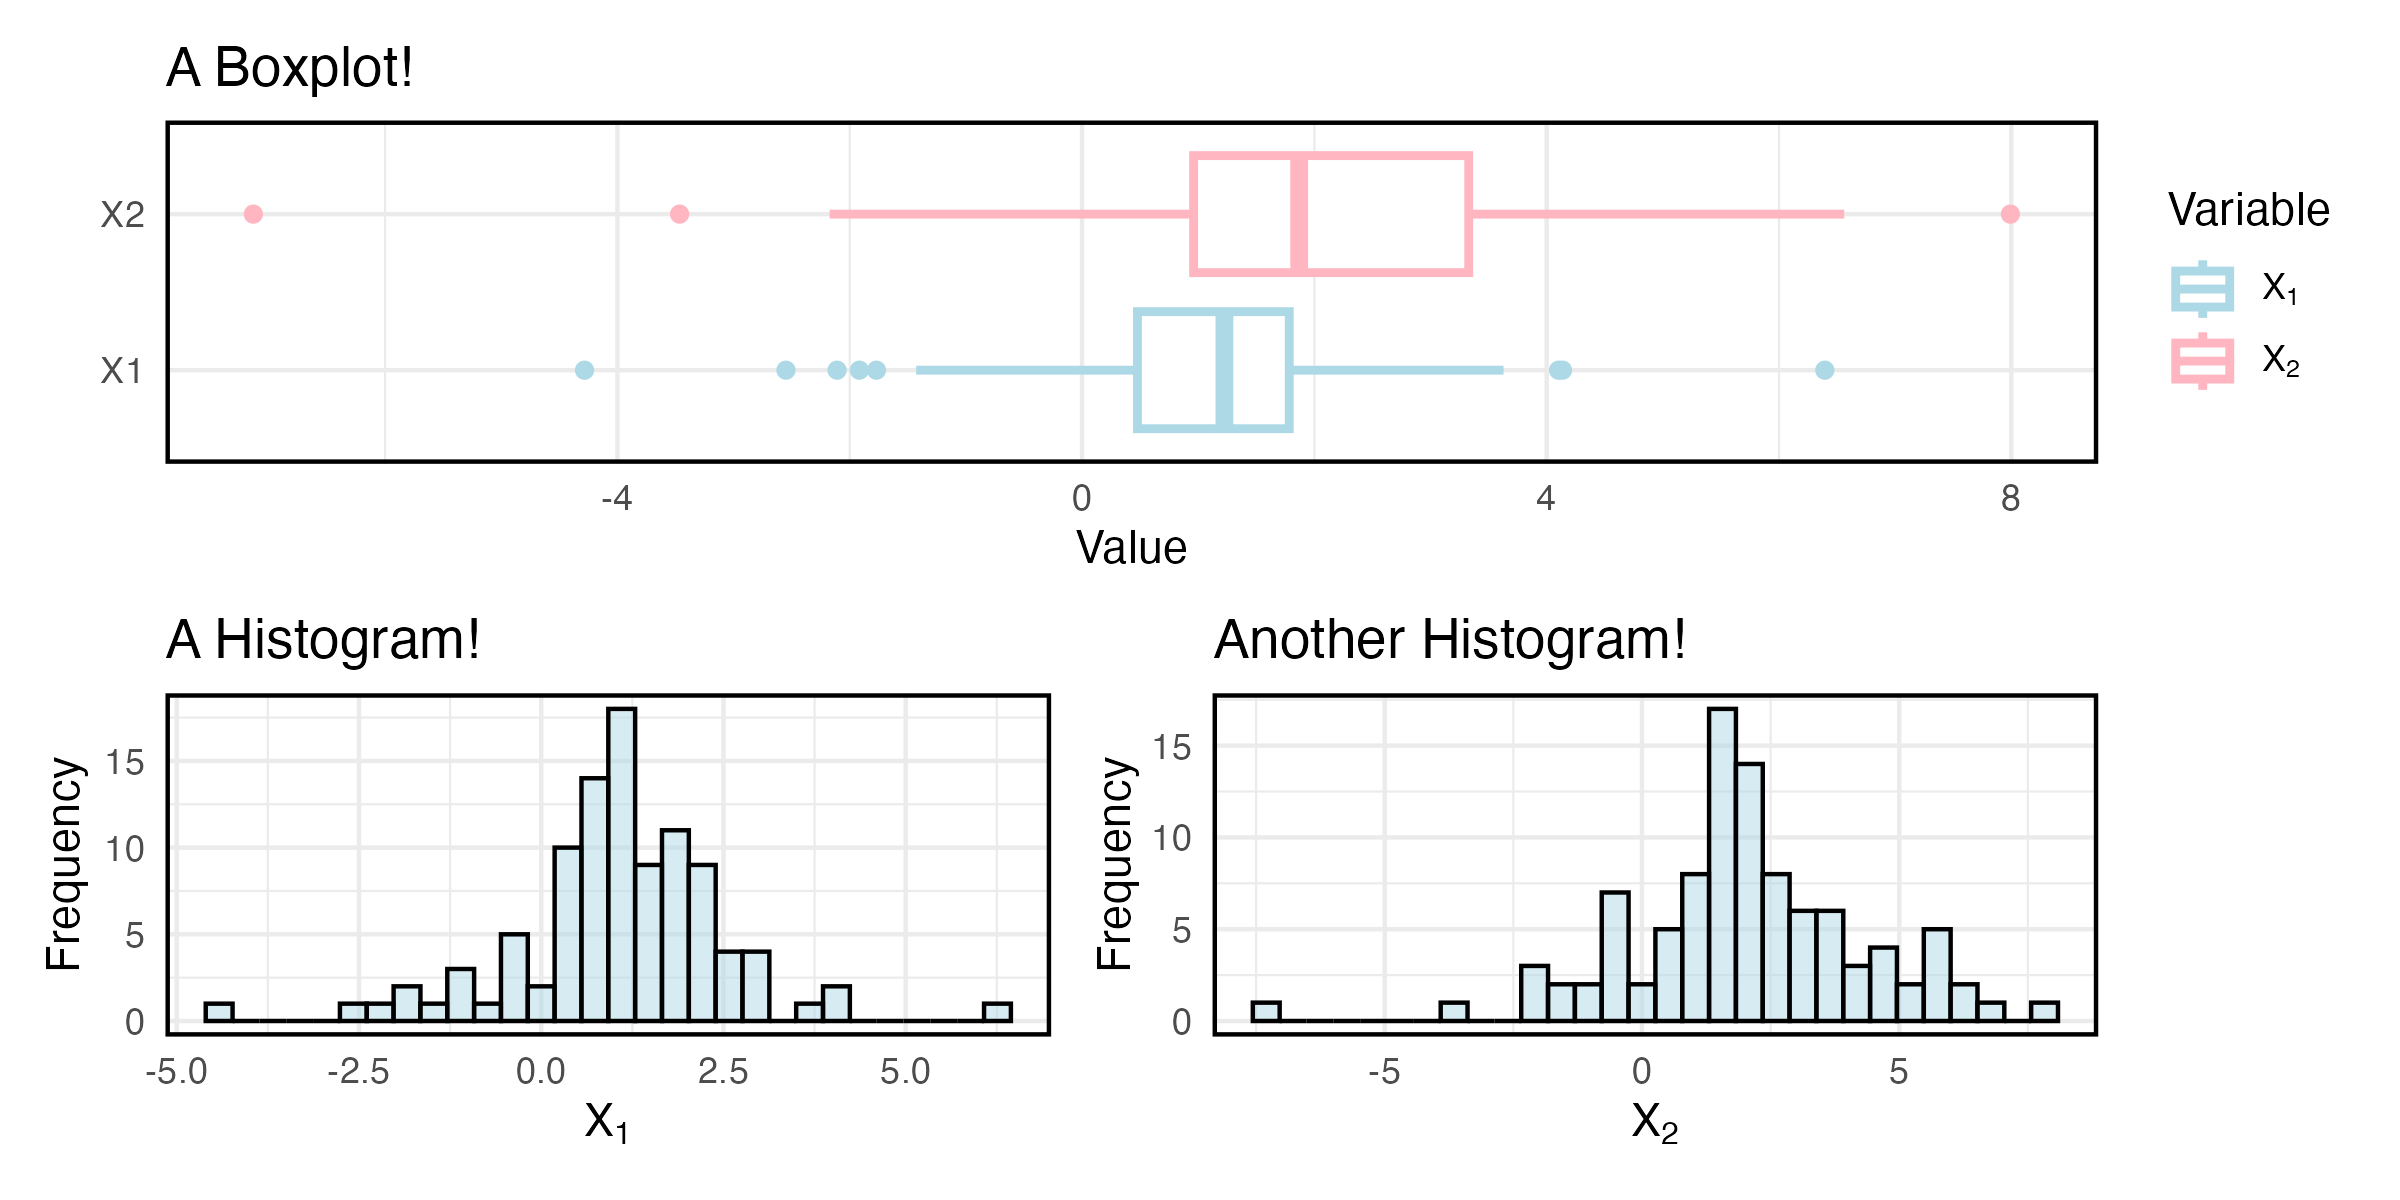 A Boxplot!
X2
X1
-4 0 4 8
Value
Variable
X₁
X₂
A Histogram!
Frequency
15
10
5
0
-5.0 -2.5 0.0 2.5 5.0
X₁
Another Histogram!
Frequency
15
10
5
0
-5 0 5
X₂